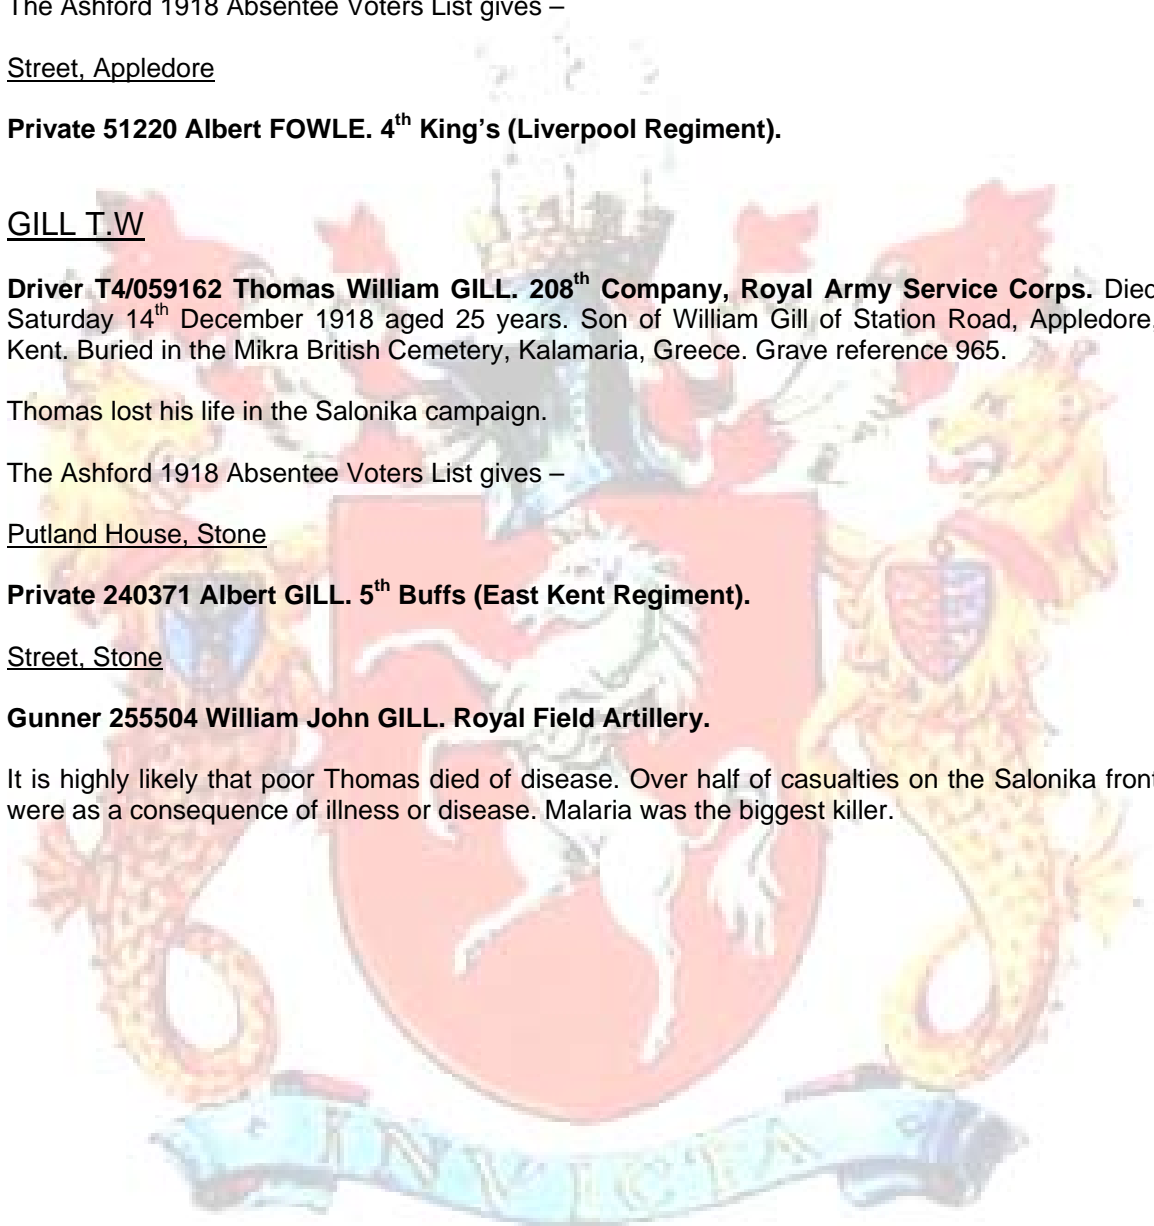 The Ashford 1918 Absentee Voters List gives –
Street, Appledore
Private 51220 Albert FOWLE. 4th King's (Liverpool Regiment).
GILL T.W
Driver T4/059162 Thomas William GILL. 208th Company, Royal Army Service Corps. Died
Saturday 14th December 1918 aged 25 years. Son of William Gill of Station Road, Appledore,
Kent. Buried in the Mikra British Cemetery, Kalamaria, Greece. Grave reference 965.
Thomas lost his life in the Salonika campaign.
The Ashford 1918 Absentee Voters List gives –
Putland House, Stone
Private 240371 Albert GILL. 5th Buffs (East Kent Regiment).
Street, Stone
Gunner 255504 William John GILL. Royal Field Artillery.
It is highly likely that poor Thomas died of disease. Over half of casualties on the Salonika front
were as a consequence of illness or disease. Malaria was the biggest killer.
INVICTA